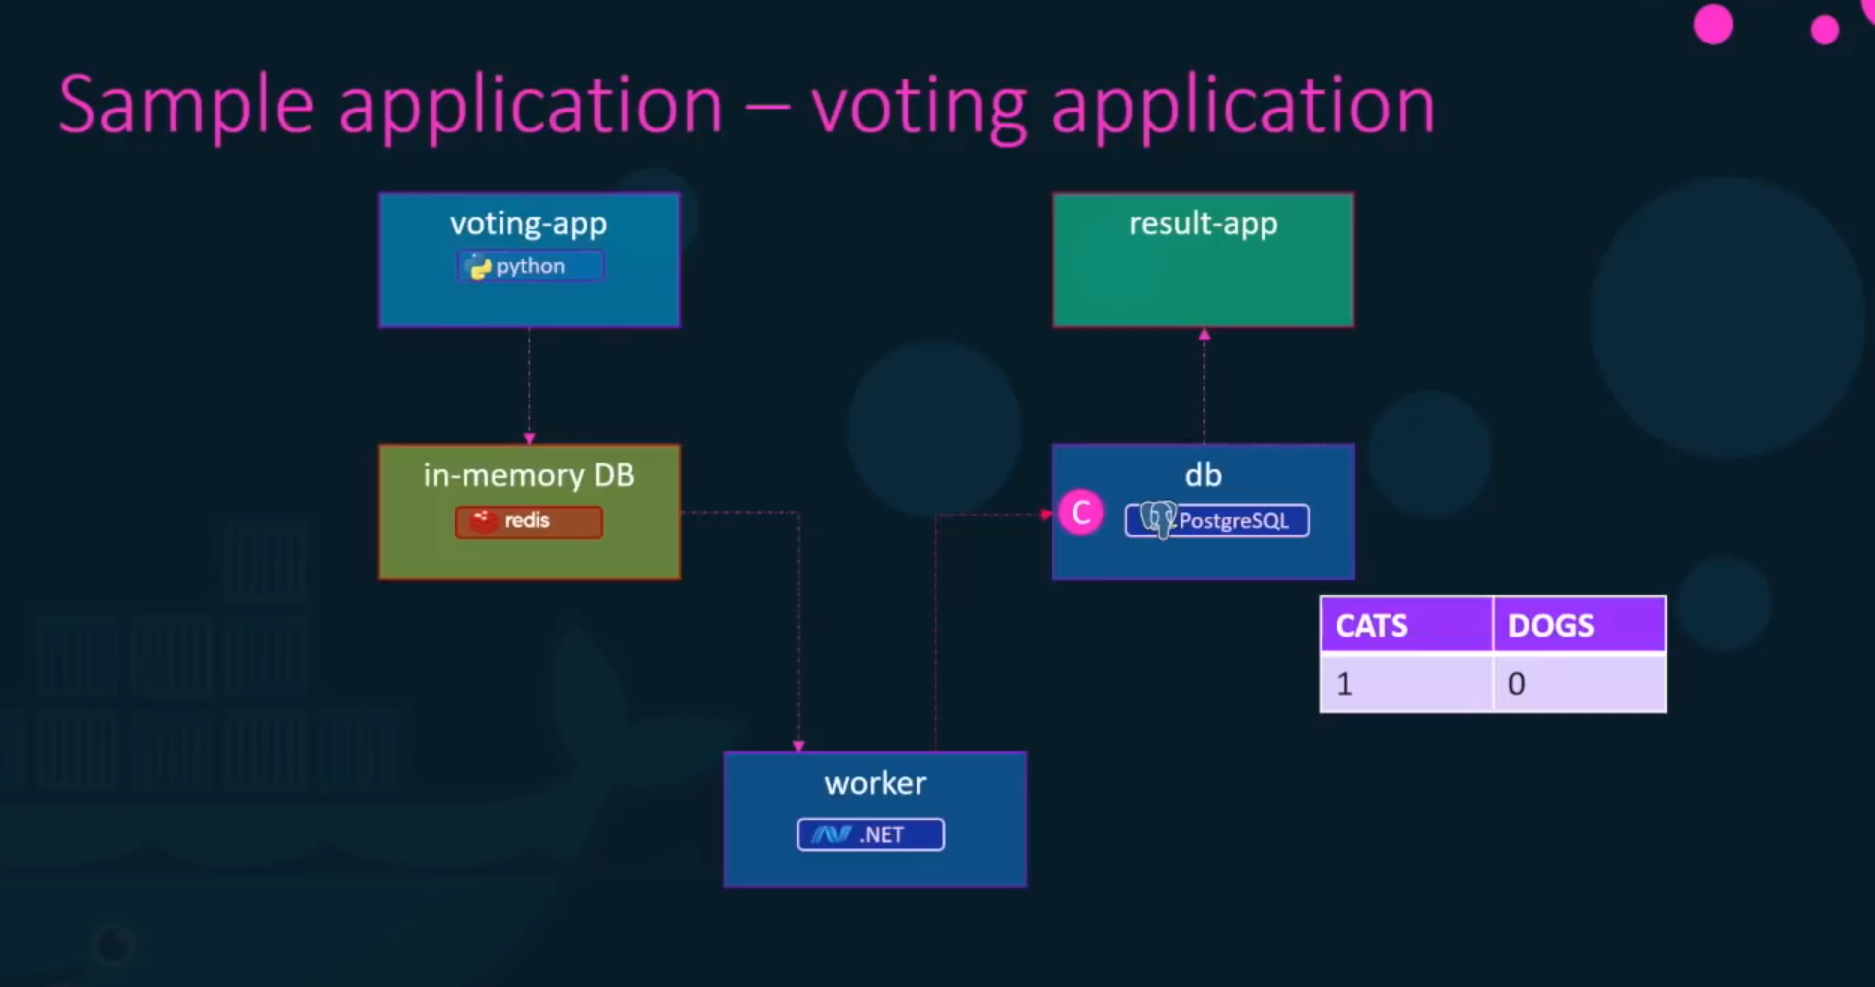 Sample application – voting application
voting-app
python
result-app
in-memory DB
redis
db
C
PostgreSQL
CATS DOGS
1 0
worker
.NET